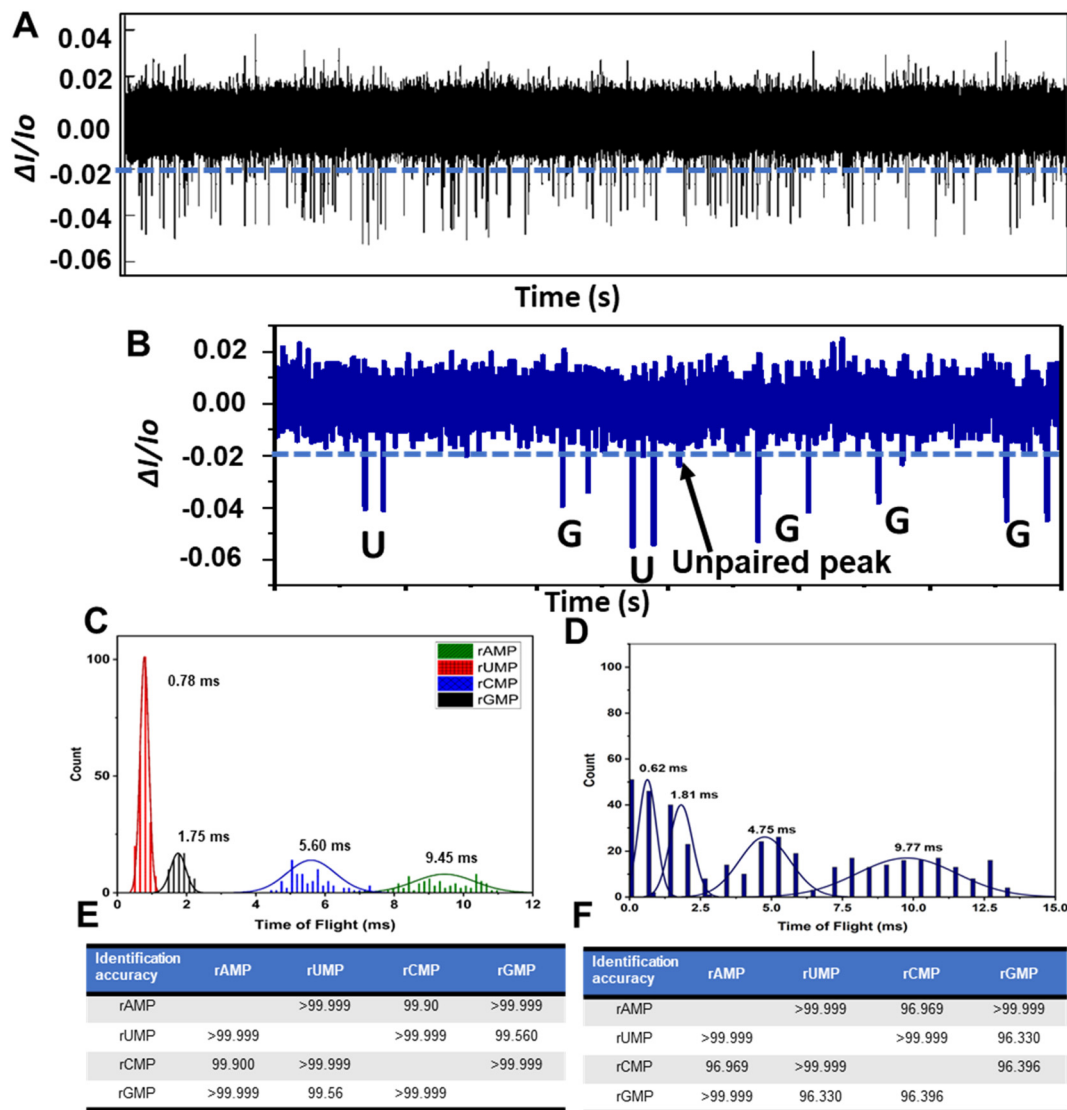 A
0.04
0.02
0.00
-0.02
-0.04
-0.06
ΔI/Io
Time (s)
B
0.02
0.00
-0.02
-0.04
-0.06
ΔI/Io
U
G
U
G
G
G
Unpaired peak
Time (s)
C
100
50
0
Count
0.78 ms
1.75 ms
5.60 ms
9.45 ms
rAMP
rUMP
rCMP
rGMP
0 2 4 6 8 10 12
Time of Flight (ms)
D
100
80
60
40
20
0
Count
0.62 ms
1.81 ms
4.75 ms
9.77 ms
0.0 2.5 5.0 7.5 10.0 12.5 15.0
Time of Flight (ms)
E
Identification accuracy rAMP rUMP rCMP rGMP
rAMP >99.999 99.90 >99.999
rUMP >99.999 >99.999 99.560
rCMP 99.900 >99.999 >99.999
rGMP >99.999 99.56 >99.999
F
Identification accuracy rAMP rUMP rCMP rGMP
rAMP >99.999 96.969 >99.999
rUMP >99.999 >99.999 96.330
rCMP 96.969 >99.999 96.396
rGMP >99.999 96.330 96.396